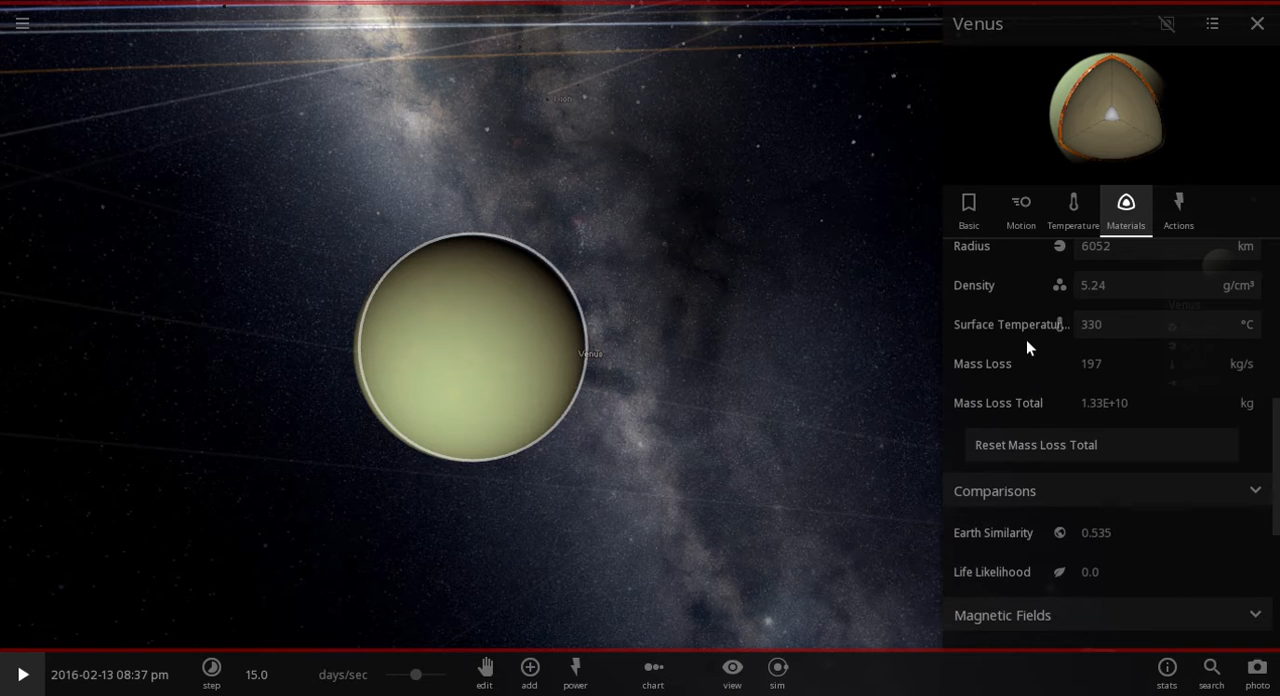 Venus
Basic
Motion
Temperature
Materials
Actions
Radius 6052 km
Density 5.24 g/cm³
Surface Temperatur... 330 °C
Mass Loss 197 kg/s
Mass Loss Total 1.33E+10 kg
Reset Mass Loss Total
Comparisons
Earth Similarity 0.535
Life Likelihood 0.0
Magnetic Fields
Venus
Venus
2016-02-13 08:37 pm
step
15.0 days/sec
edit
add
power
chart
view
sim
stats
search
photo